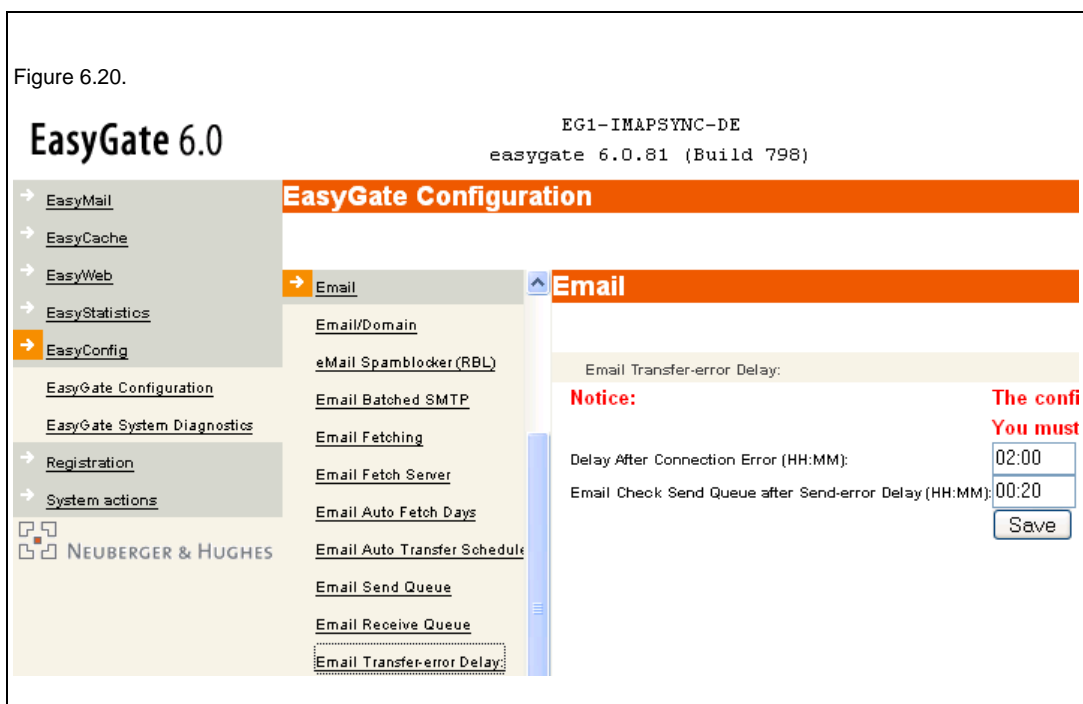 Figure 6.20.
EasyGate 6.0
EG1-IMAPSYNC-DE
easygate 6.0.81 (Build 798)
EasyMail
EasyCache
EasyWeb
EasyStatistics
EasyConfig
EasyGate Configuration
EasyGate System Diagnostics
Registration
System actions
NEUBERGER & HUGHES
EasyGate Configuration
Email
Email/Domain
eMail Spamblocker (RBL)
Email Batched SMTP
Email Fetching
Email Fetch Server
Email Auto Fetch Days
Email Auto Transfer Schedule
Email Send Queue
Email Receive Queue
Email Transfer-error Delay:
Email
Email Transfer-error Delay:
Notice: The confi
You must
Delay After Connection Error (HH:MM): 02:00
Email Check Send Queue after Send-error Delay (HH:MM): 00:20
Save